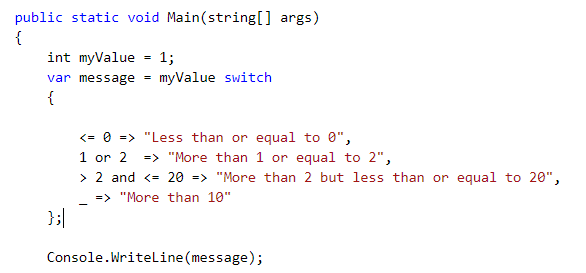 public static void Main(string[] args)
{
int myValue = 1;
var message = myValue switch
{
<= 0 => "Less than or equal to 0",
1 or 2 => "More than 1 or equal to 2",
> 2 and <= 20 => "More than 2 but less than or equal to 20",
_ => "More than 10"
};
Console.WriteLine(message);